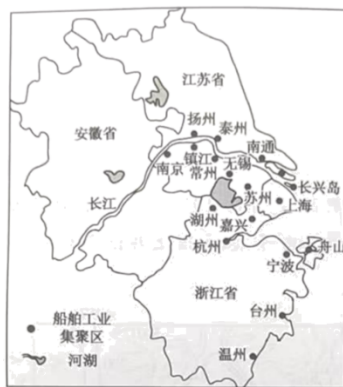 江苏省
安徽省
扬州
泰州
南通
南京
镇江
常州
无锡
长兴岛
苏州
上海
长江
湖州
嘉兴
杭州
舟山
宁波
浙江省
台州
温州
船舶工业
集聚区
河湖